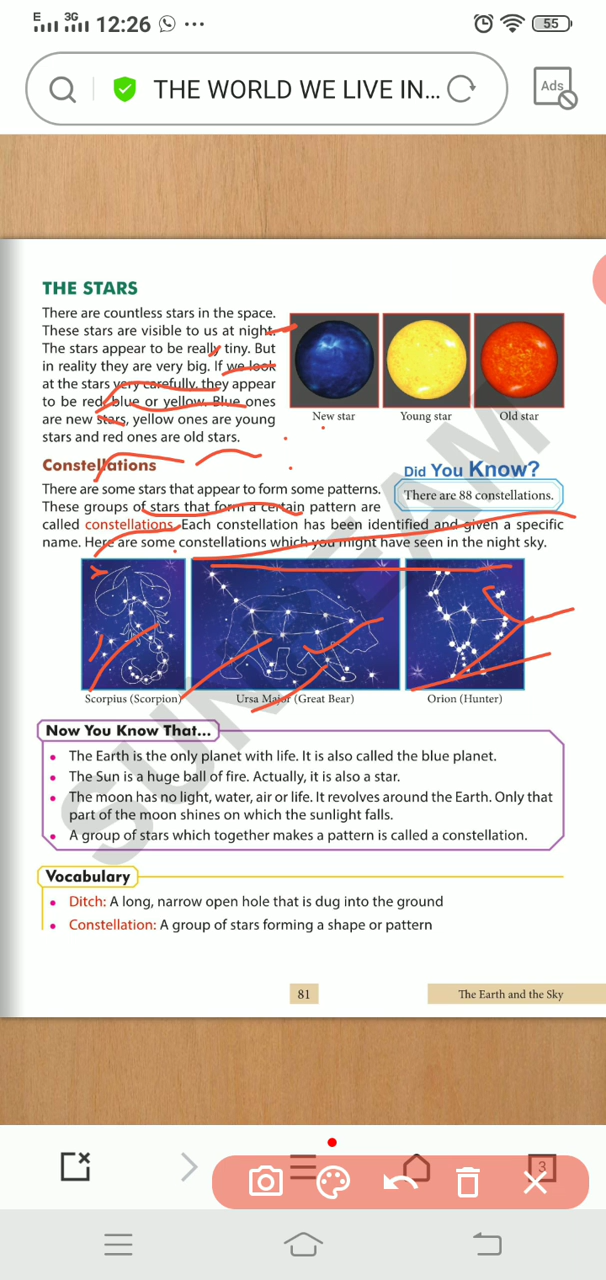 E 3G 12:26 55
THE WORLD WE LIVE IN...
Ads
THE STARS
There are countless stars in the space.
These stars are visible to us at night.
The stars appear to be really tiny. But
in reality they are very big. If we look
at the stars very carefully, they appear
to be red, blue or yellow. Blue ones
are new stars, yellow ones are young
stars and red ones are old stars.
New star Young star Old star
Constellations
There are some stars that appear to form some patterns.
These groups of stars that form a certain pattern are
called constellations. Each constellation has been identified and given a specific
name. Here are some constellations which you might have seen in the night sky.
Did You Know?
There are 88 constellations.
Scorpius (Scorpion) Ursa Major (Great Bear) Orion (Hunter)
Now You Know That...
• The Earth is the only planet with life. It is also called the blue planet.
• The Sun is a huge ball of fire. Actually, it is also a star.
• The moon has no light, water, air or life. It revolves around the Earth. Only that
part of the moon shines on which the sunlight falls.
• A group of stars which together makes a pattern is called a constellation.
Vocabulary
• Ditch: A long, narrow open hole that is dug into the ground
• Constellation: A group of stars forming a shape or pattern
81 The Earth and the Sky
3